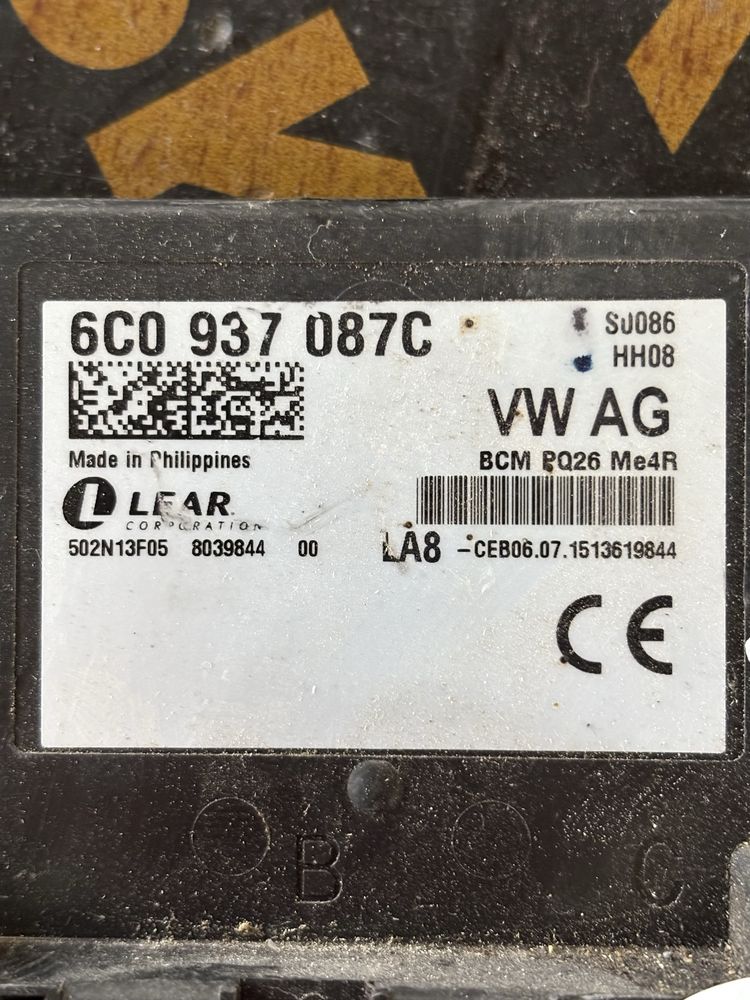 6C0 937 087C
S0086
HH08
VW AG
Made in Philippines
BCM PQ26 Me4R
LEAR
CORPORATION
502N13F05 8039844 00
LA8 -CEB06.07.1513619844
CE
B C